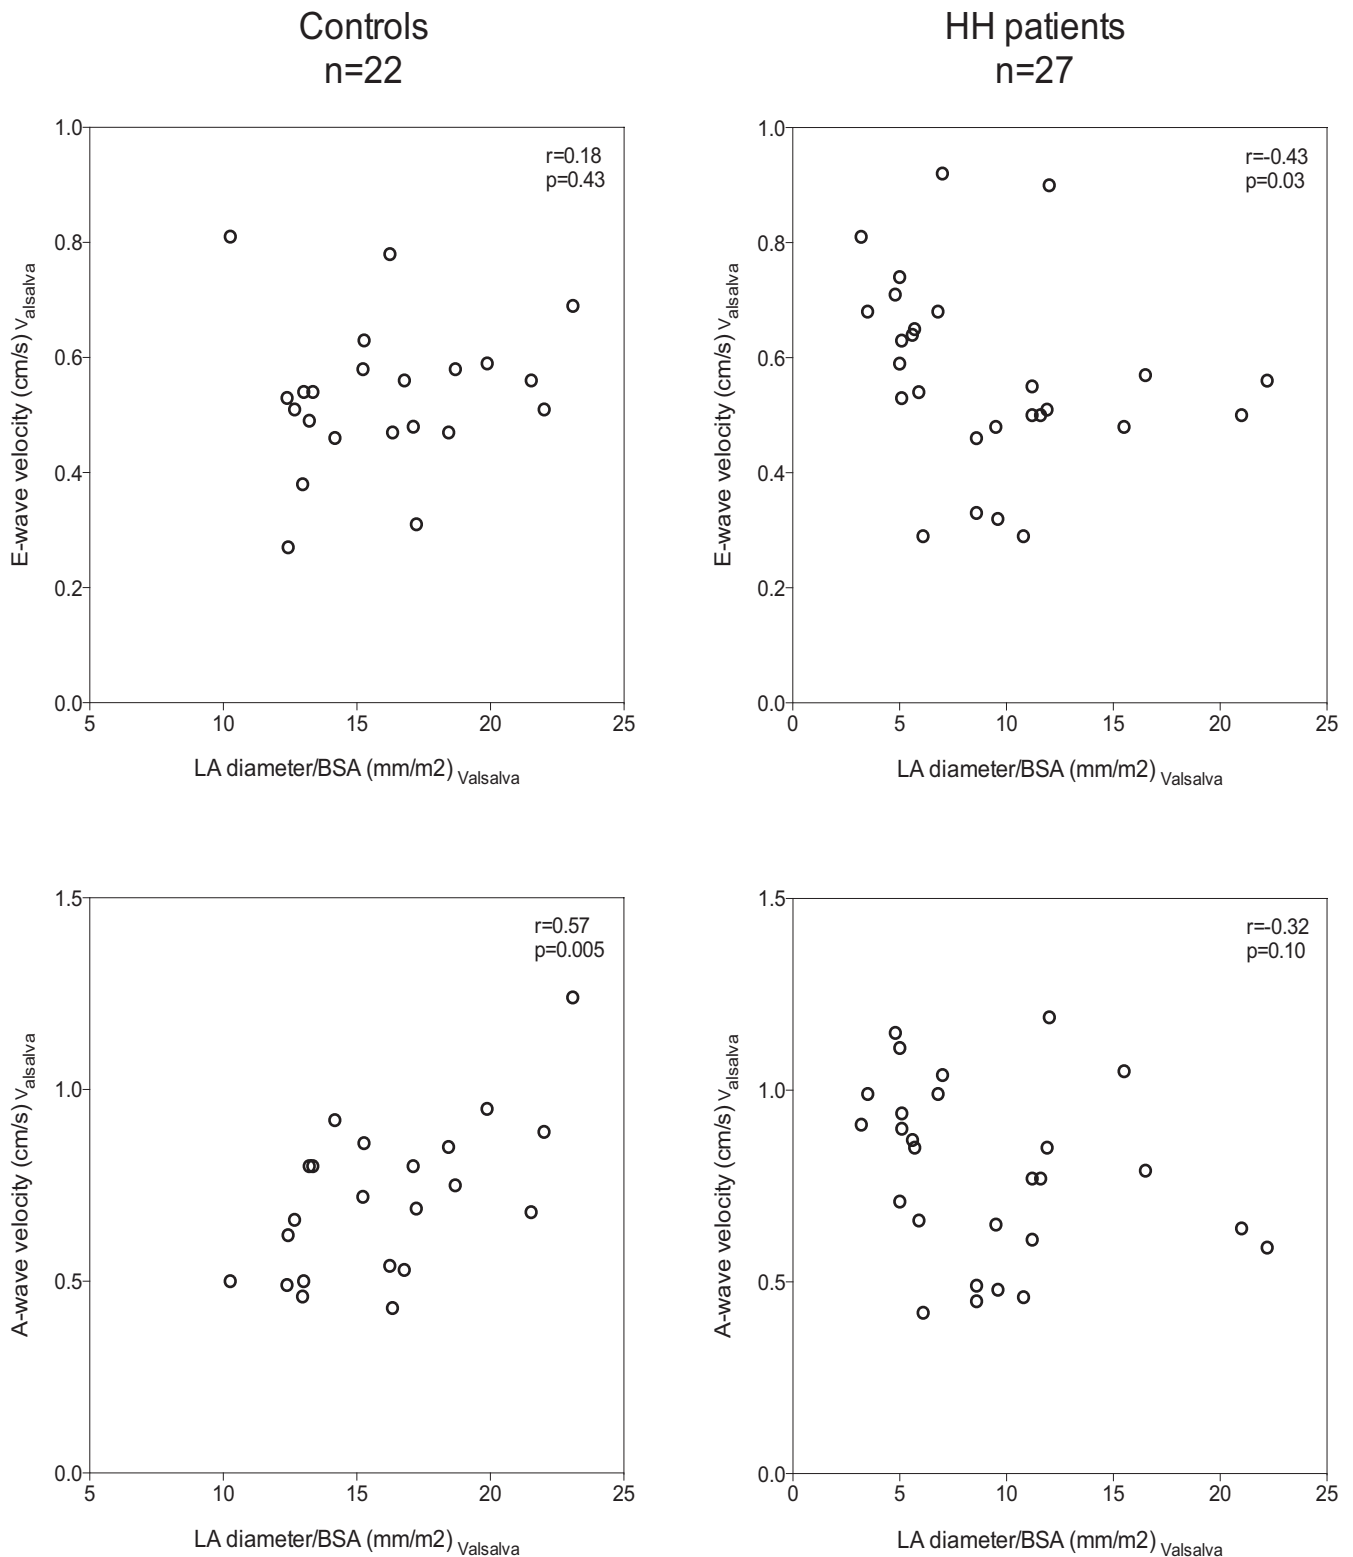 Controls
n=22
HH patients
n=27
r=0.18
p=0.43
1.0
0.8
0.6
0.4
0.2
0.0
5
10
15
20
25
E-wave velocity (cm/s) Valsalva
LA diameter/BSA (mm/m2) Valsalva
r=-0.43
p=0.03
1.0
0.8
0.6
0.4
0.2
0.0
0
5
10
15
20
25
E-wave velocity (cm/s) Valsalva
LA diameter/BSA (mm/m2) Valsalva
r=0.57
p=0.005
1.5
1.0
0.5
0.0
5
10
15
20
25
A-wave velocity (cm/s) Valsalva
LA diameter/BSA (mm/m2) Valsalva
r=-0.32
p=0.10
1.5
1.0
0.5
0.0
0
5
10
15
20
25
A-wave velocity (cm/s) Valsalva
LA diameter/BSA (mm/m2) Valsalva